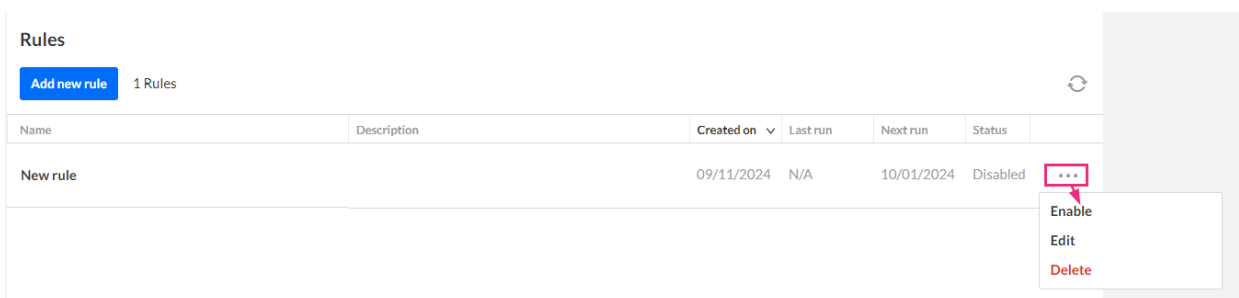 Rules
Add new rule 1 Rules
Name Description Created on Last run Next run Status
New rule 09/11/2024 N/A 10/01/2024 Disabled ...
Enable
Edit
Delete